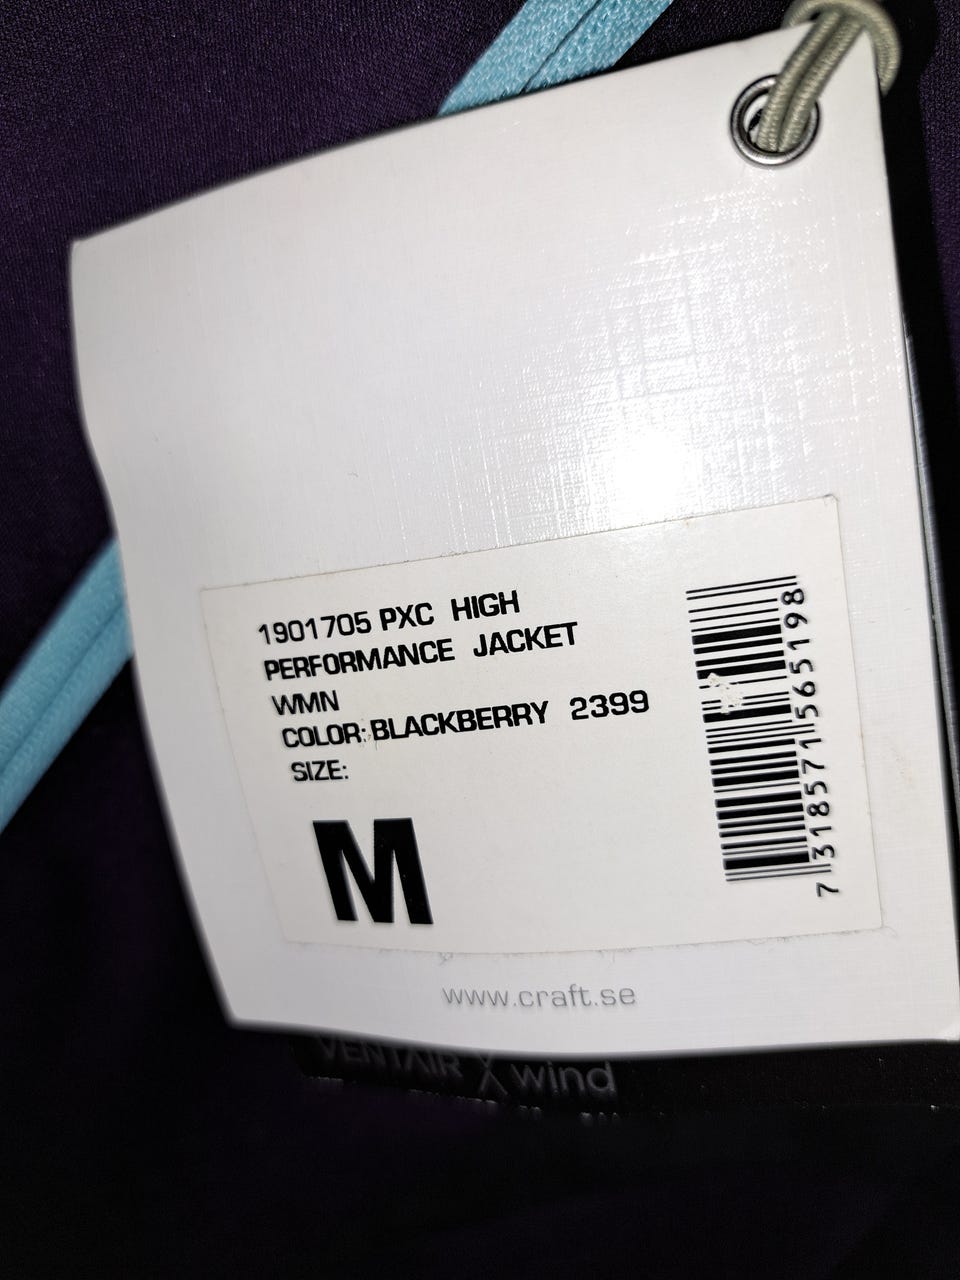 1901705 PXC HIGH
PERFORMANCE JACKET
WMN
COLOR: BLACKBERRY 2399
SIZE:
M
7318571565198
www.craft.se
VENTAIR X wind